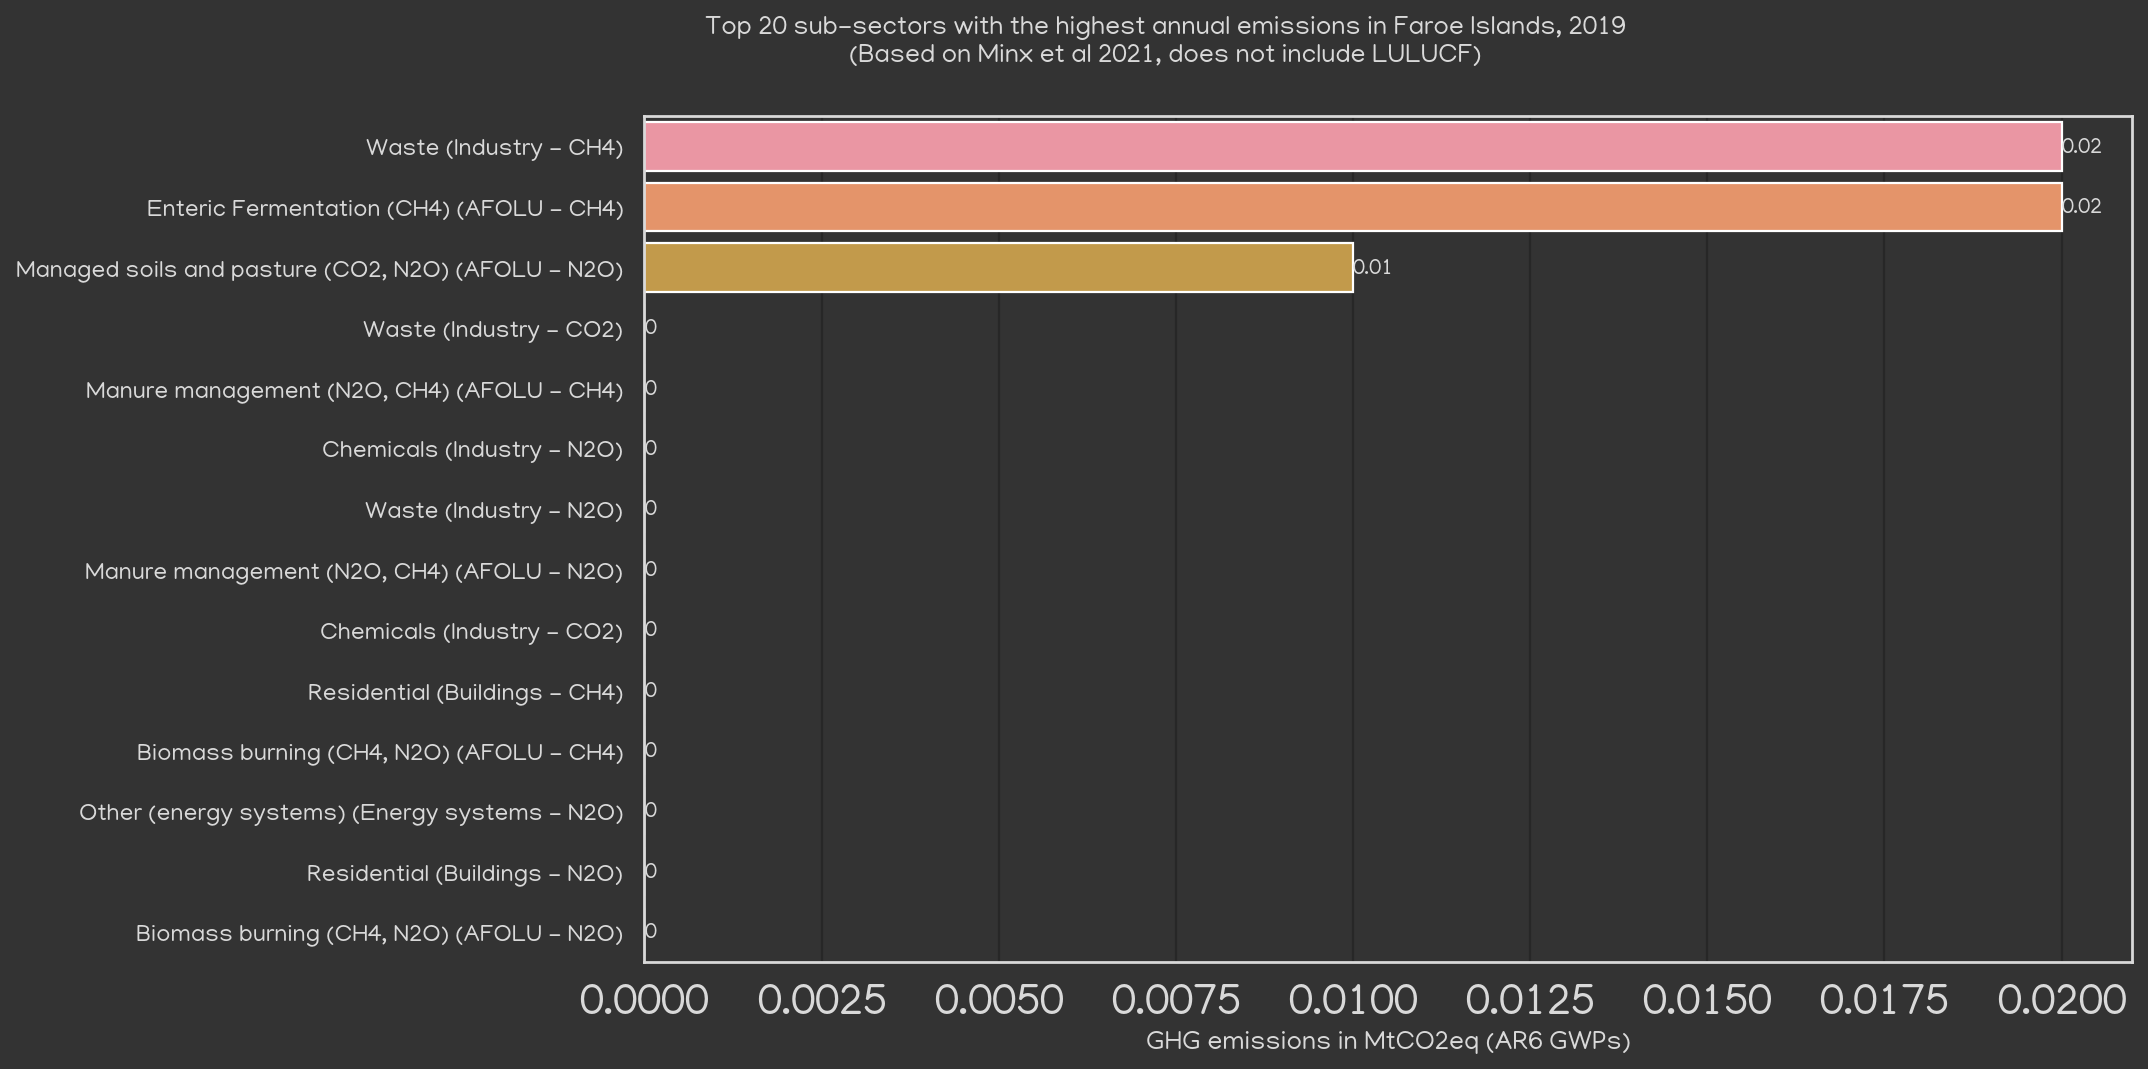 Top 20 sub-sectors with the highest annual emissions in Faroe Islands, 2019
(Based on Minx et al 2021, does not include LULUCF)
Waste (Industry - CH4) 0.02
Enteric Fermentation (CH4) (AFOLU - CH4) 0.02
Managed soils and pasture (CO2, N2O) (AFOLU - N2O) 0.01
Waste (Industry - CO2) 0
Manure management (N2O, CH4) (AFOLU - CH4) 0
Chemicals (Industry - N2O) 0
Waste (Industry - N2O) 0
Manure management (N2O, CH4) (AFOLU - N2O) 0
Chemicals (Industry - CO2) 0
Residential (Buildings - CH4) 0
Biomass burning (CH4, N2O) (AFOLU - CH4) 0
Other (energy systems) (Energy systems - N2O) 0
Residential (Buildings - N2O) 0
Biomass burning (CH4, N2O) (AFOLU - N2O) 0
0.0000 0.0025 0.0050 0.0075 0.0100 0.0125 0.0150 0.0175 0.0200
GHG emissions in MtCO2eq (AR6 GWPs)